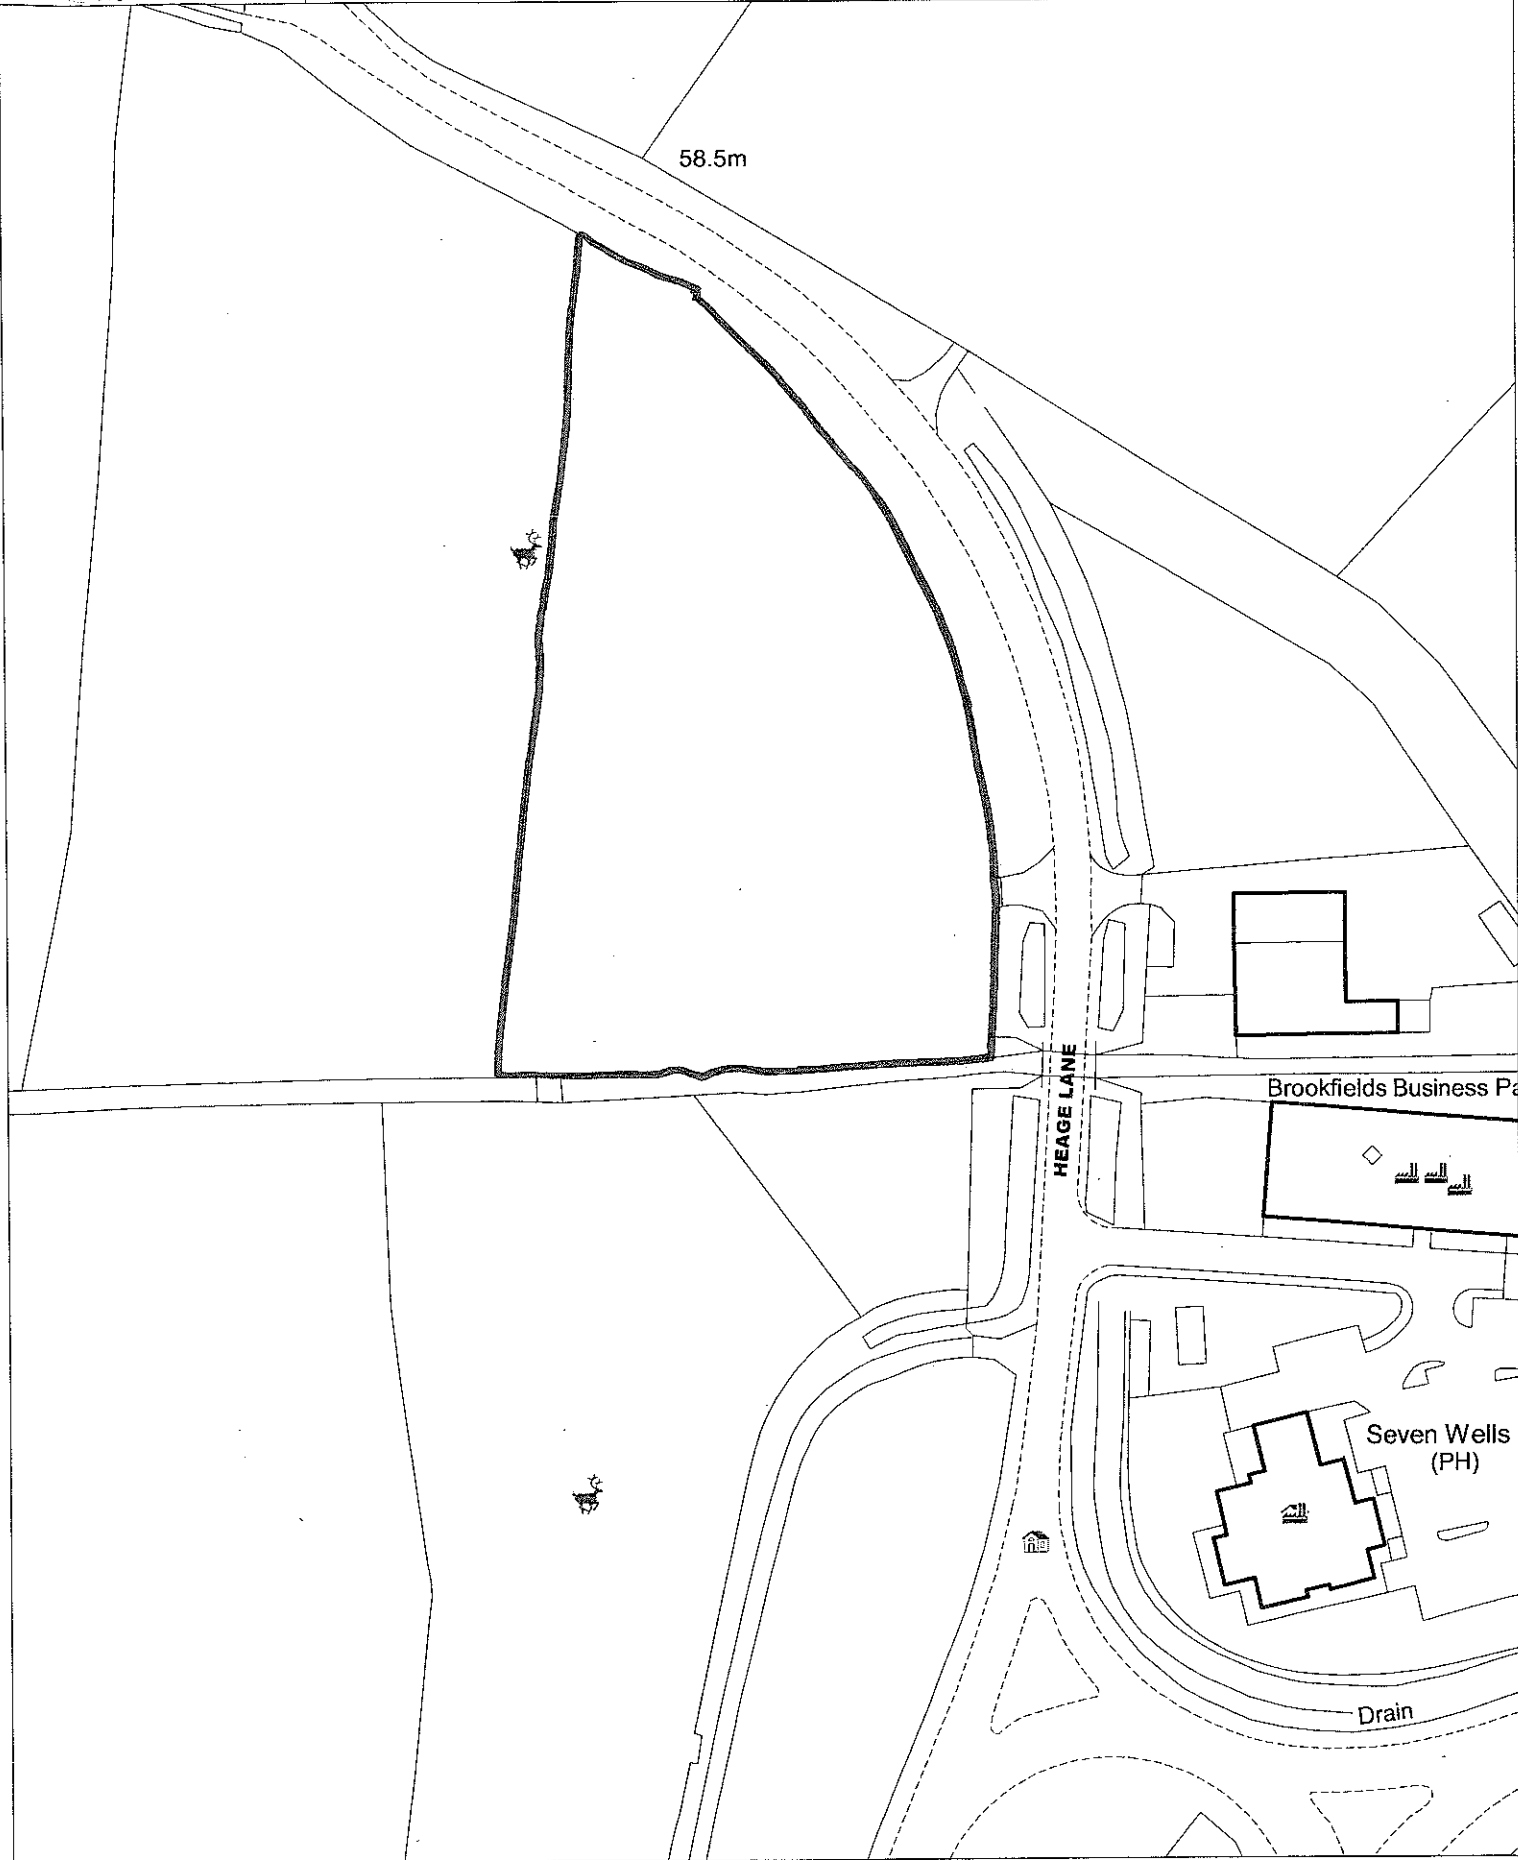 58.5m
HEAGE LANE
Brookfields Business Pa
Seven Wells
(PH)
Drain